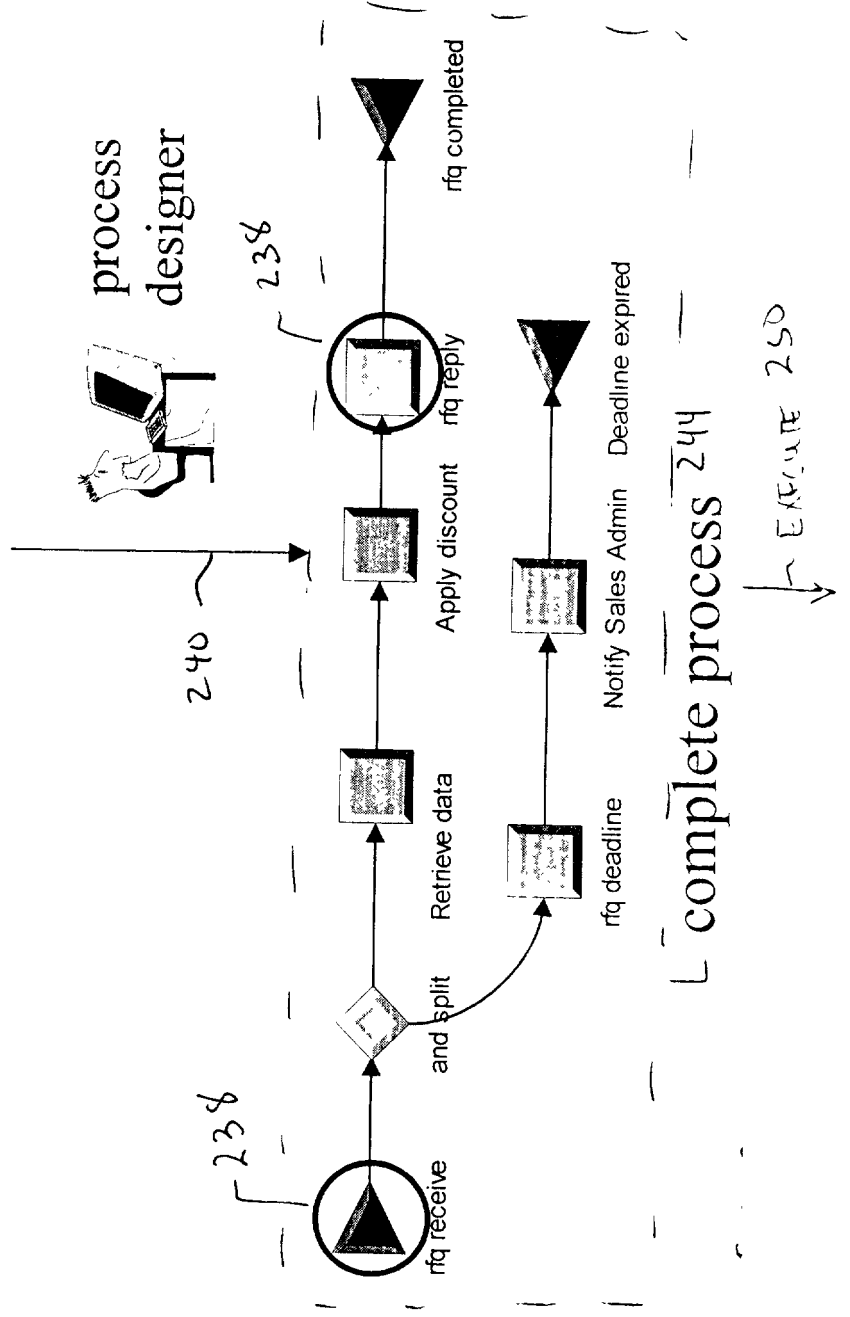 process
designer
240
238
rfq completed
rfq reply
Apply discount
Retrieve data
and split
238
rfq receive
Deadline expired
Notify Sales Admin
rfq deadline
complete process 244
EXECUTE 250